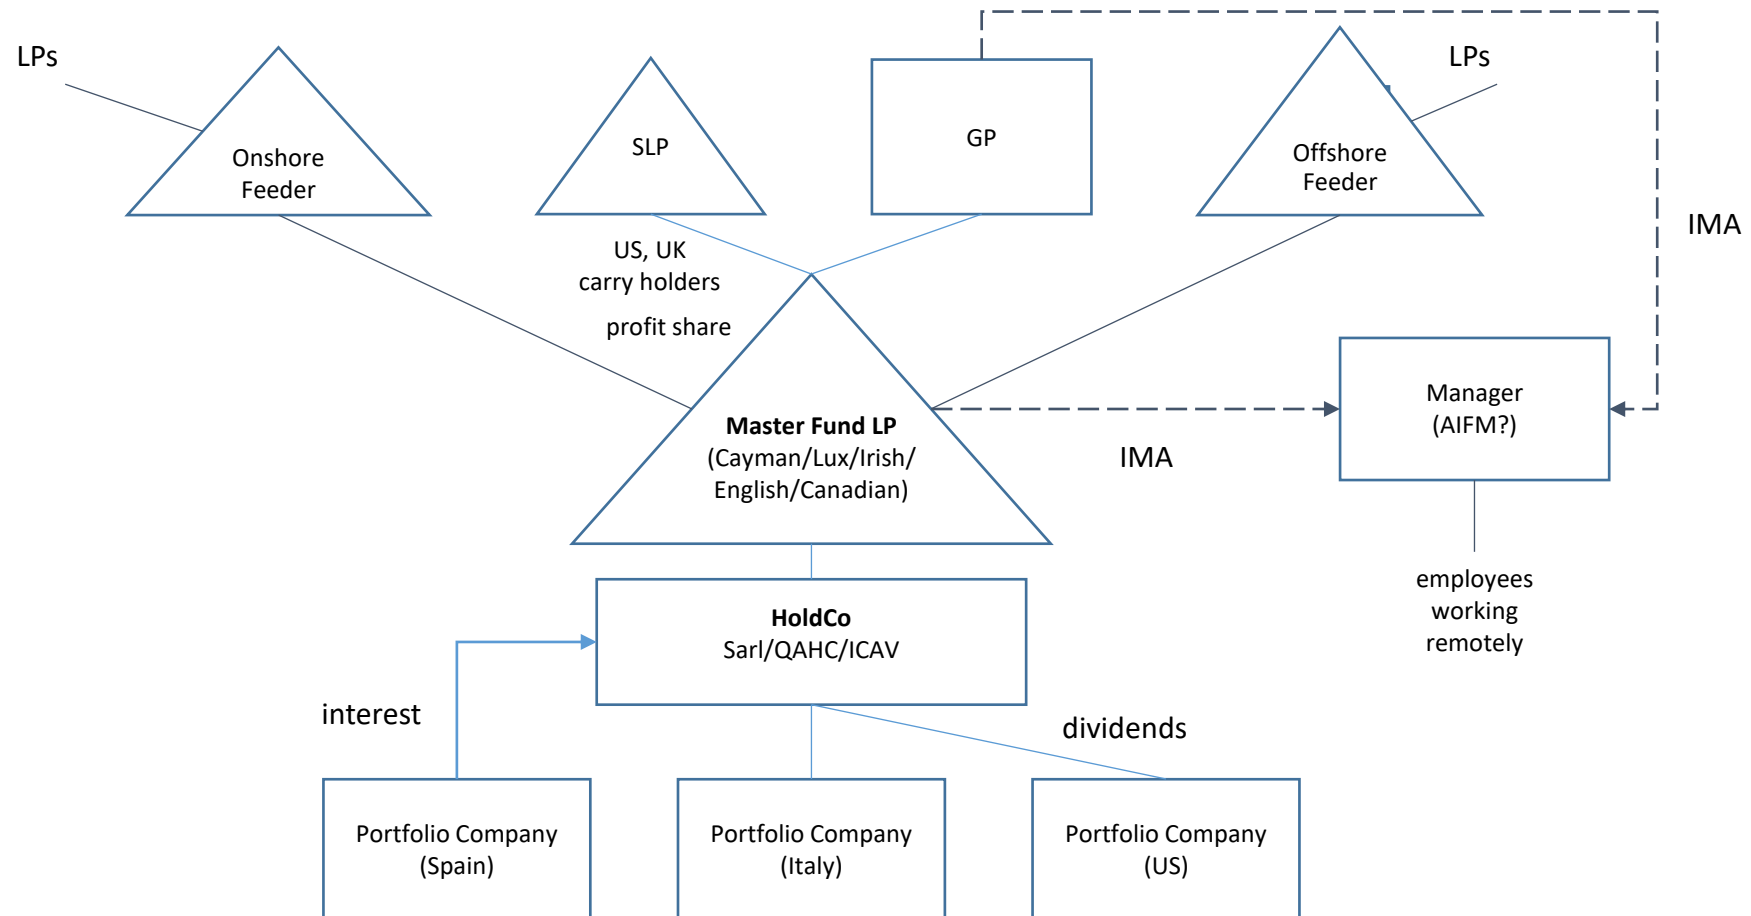 LPs
LPs
Onshore
Feeder
SLP
GP
Offshore
Feeder
IMA
US, UK
carry holders
profit share
Master Fund LP
(Cayman/Lux/Irish/
English/Canadian)
IMA
Manager
(AIFM?)
employees
working
remotely
HoldCo
Sarl/QAHC/ICAV
interest
dividends
Portfolio Company
(Spain)
Portfolio Company
(Italy)
Portfolio Company
(US)